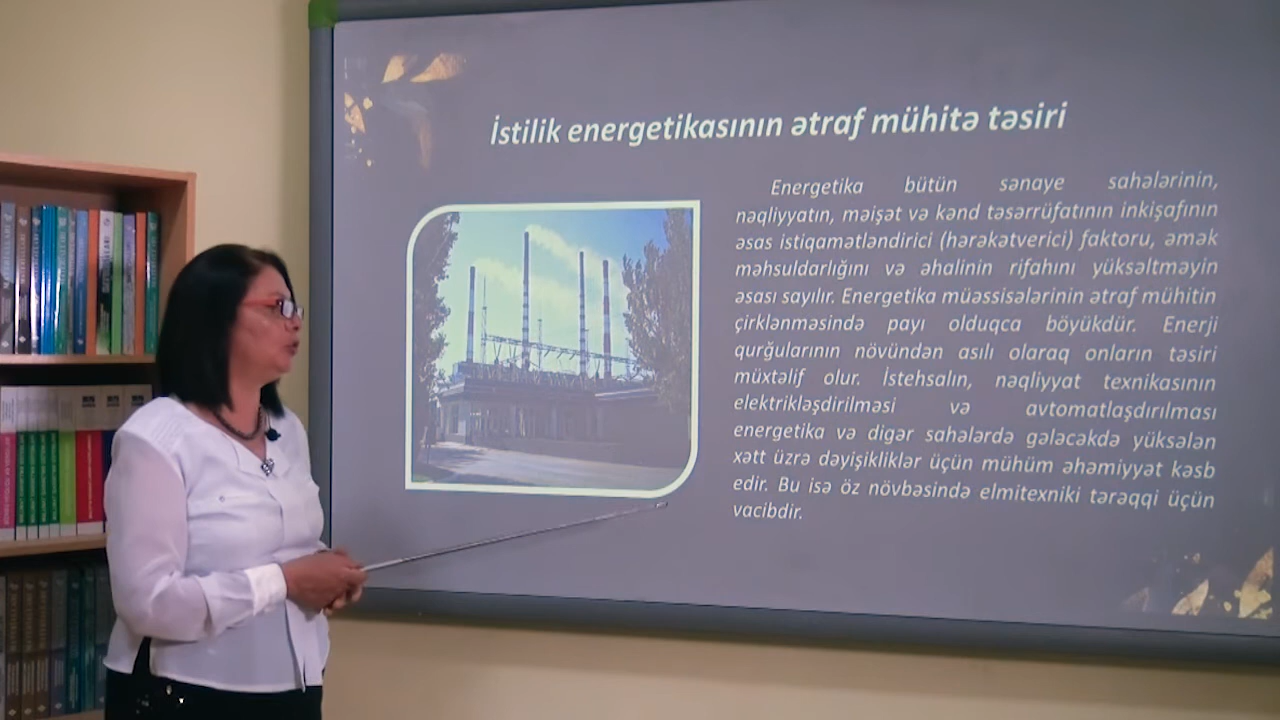 İstilik energetikasının ətraf mühitə təsiri
Energetika bütün sənaye sahələrinin,
nəqliyyatın, məişət və kənd təsərrüfatının inkişafının
əsas istiqamətləndirici (hərəkətverici) faktoru, əmək
məhsuldarlığını və əhalinin rifahını yüksəltməyin
əsası sayılır. Energetika müəssisələrinin ətraf mühitin
çirklənməsində payı olduqca böyükdür. Enerji
qurğularının növündən asılı olaraq onların təsiri
müxtəlif olur. İstehsalın, nəqliyyat texnikasının
elektrikləşdirilməsi və avtomatlaşdırılması
energetika və digər sahələrdə gələcəkdə yüksələn
xətt üzrə dəyişikliklər üçün mühüm əhəmiyyət kəsb
edir. Bu isə öz növbəsində elmitexniki tərəqqi üçün
vacibdir.